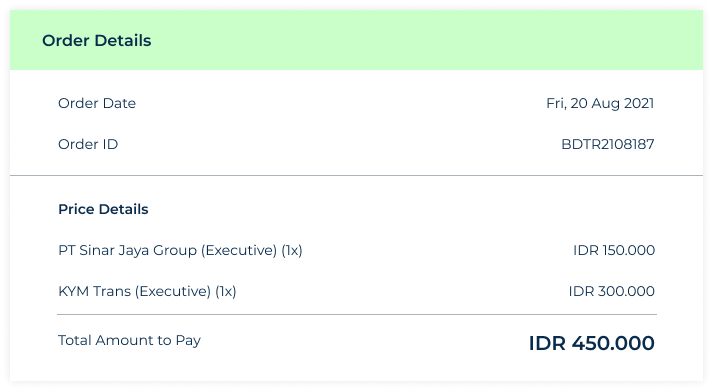 Order Details
Order Date Fri, 20 Aug 2021
Order ID BDTR2108187
Price Details
PT Sinar Jaya Group (Executive) (1x) IDR 150.000
KYM Trans (Executive) (1x) IDR 300.000
Total Amount to Pay IDR 450.000